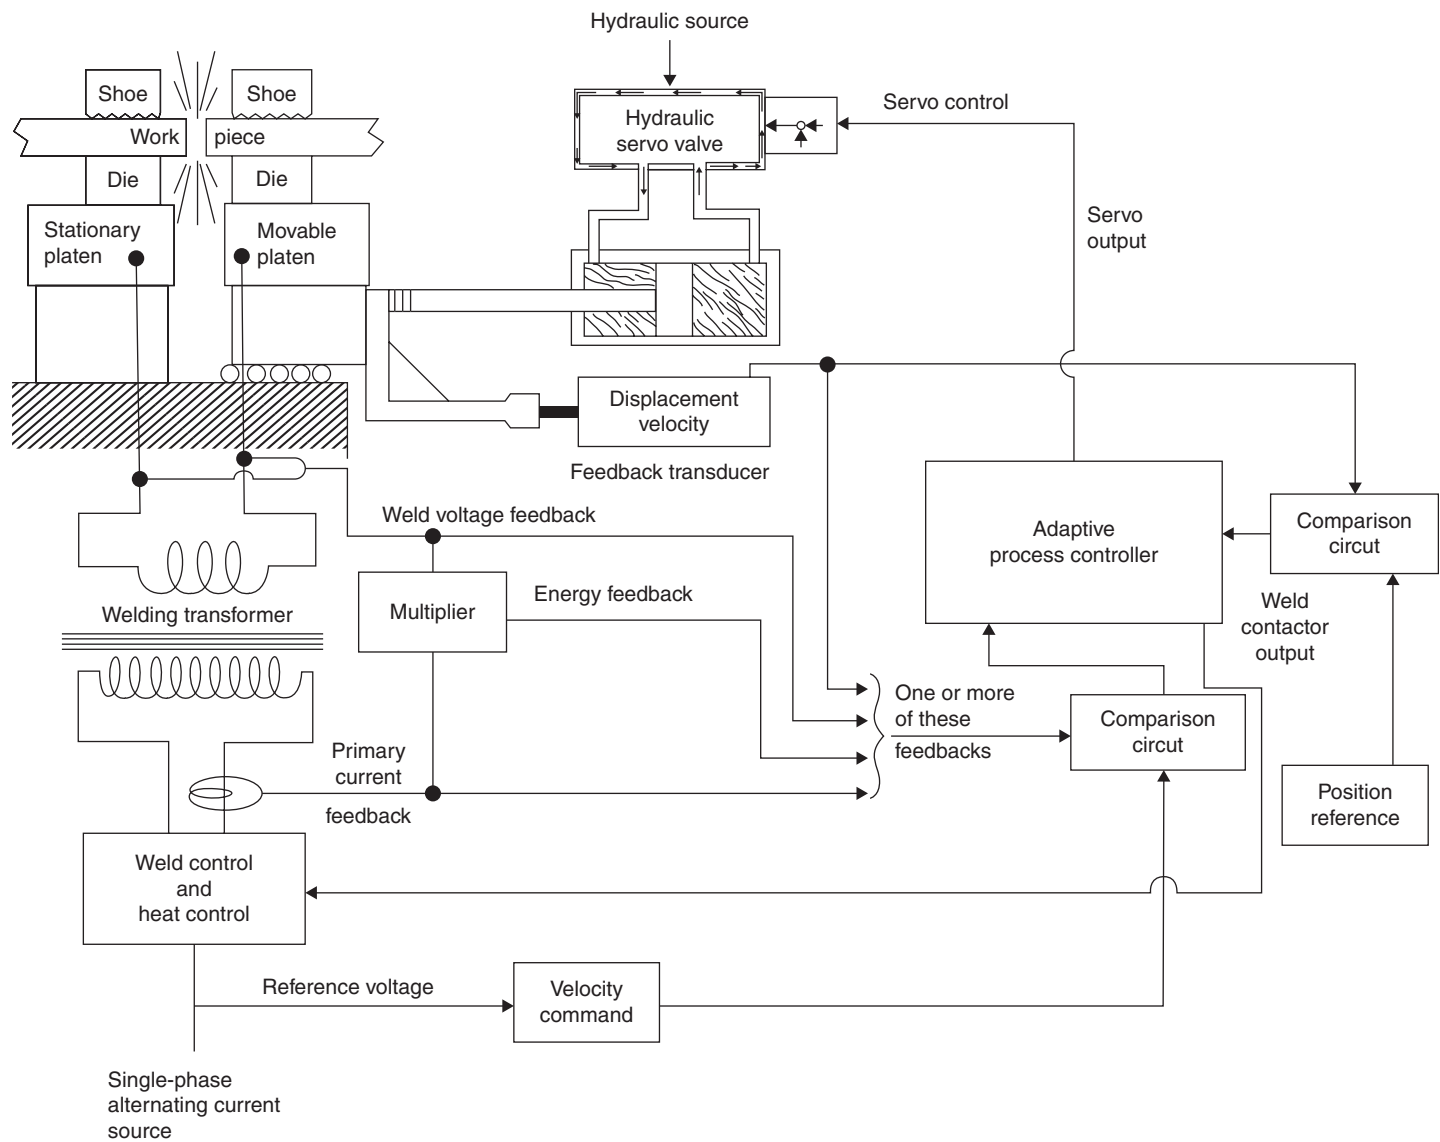 Hydraulic source
Shoe
Shoe
Work
piece
Die
Die
Stationary
platen
Movable
platen
Hydraulic
servo valve
Servo control
Servo
output
Displacement
velocity
Feedback transducer
Weld voltage feedback
Adaptive
process controller
Comparison
circut
Welding transformer
Multiplier
Energy feedback
Weld
contactor
output
One or more
of these
feedbacks
Comparison
circut
Primary
current
feedback
Position
reference
Weld control
and
heat control
Reference voltage
Velocity
command
Single-phase
alternating current
source